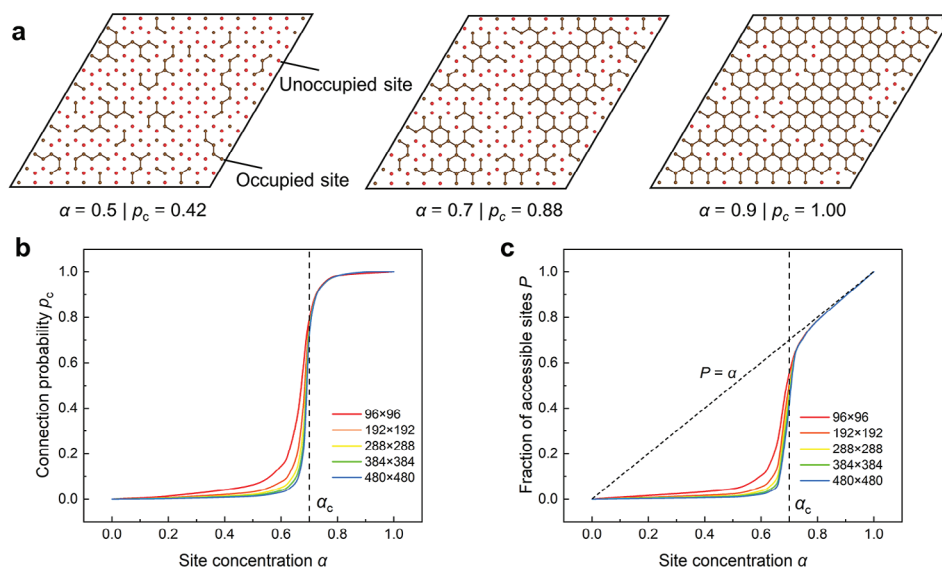 a
Unoccupied site
Occupied site
α = 0.5 | pc = 0.42
α = 0.7 | pc = 0.88
α = 0.9 | pc = 1.00
b
Connection probability pc
1.0
0.8
0.6
0.4
0.2
0.0
96×96
192×192
288×288
384×384
480×480
αc
0.0 0.2 0.4 0.6 0.8 1.0
Site concentration α
c
Fraction of accessible sites P
1.0
0.8
0.6
0.4
0.2
0.0
P = α
96×96
192×192
288×288
384×384
480×480
αc
0.0 0.2 0.4 0.6 0.8 1.0
Site concentration α